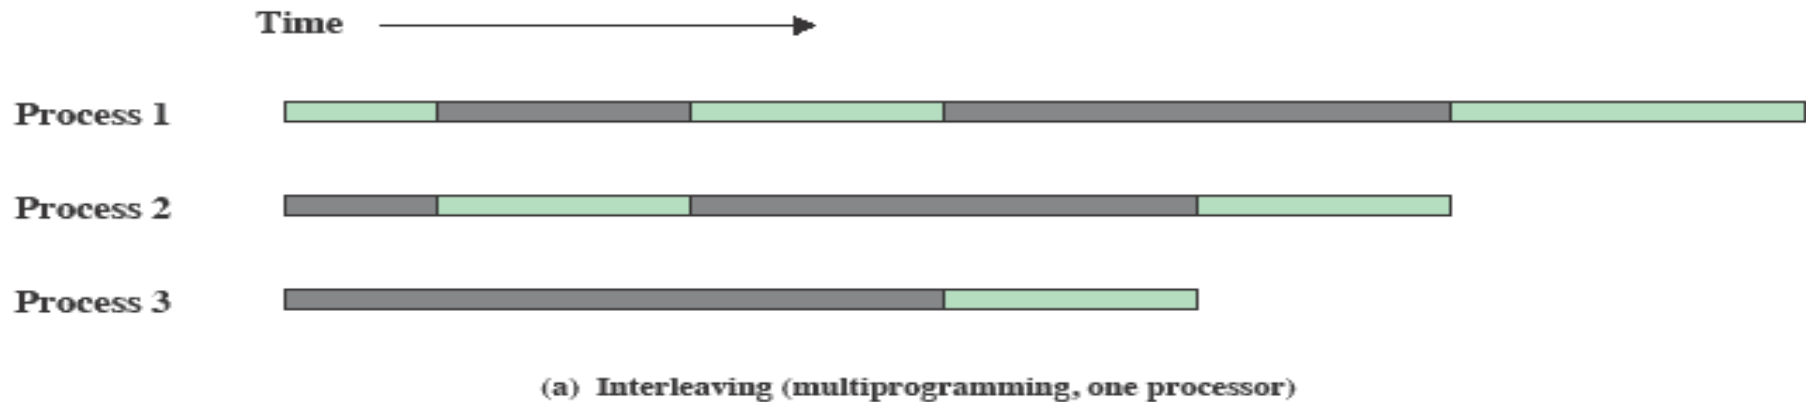 Time
Process 1
Process 2
Process 3
(a) Interleaving (multiprogramming, one processor)